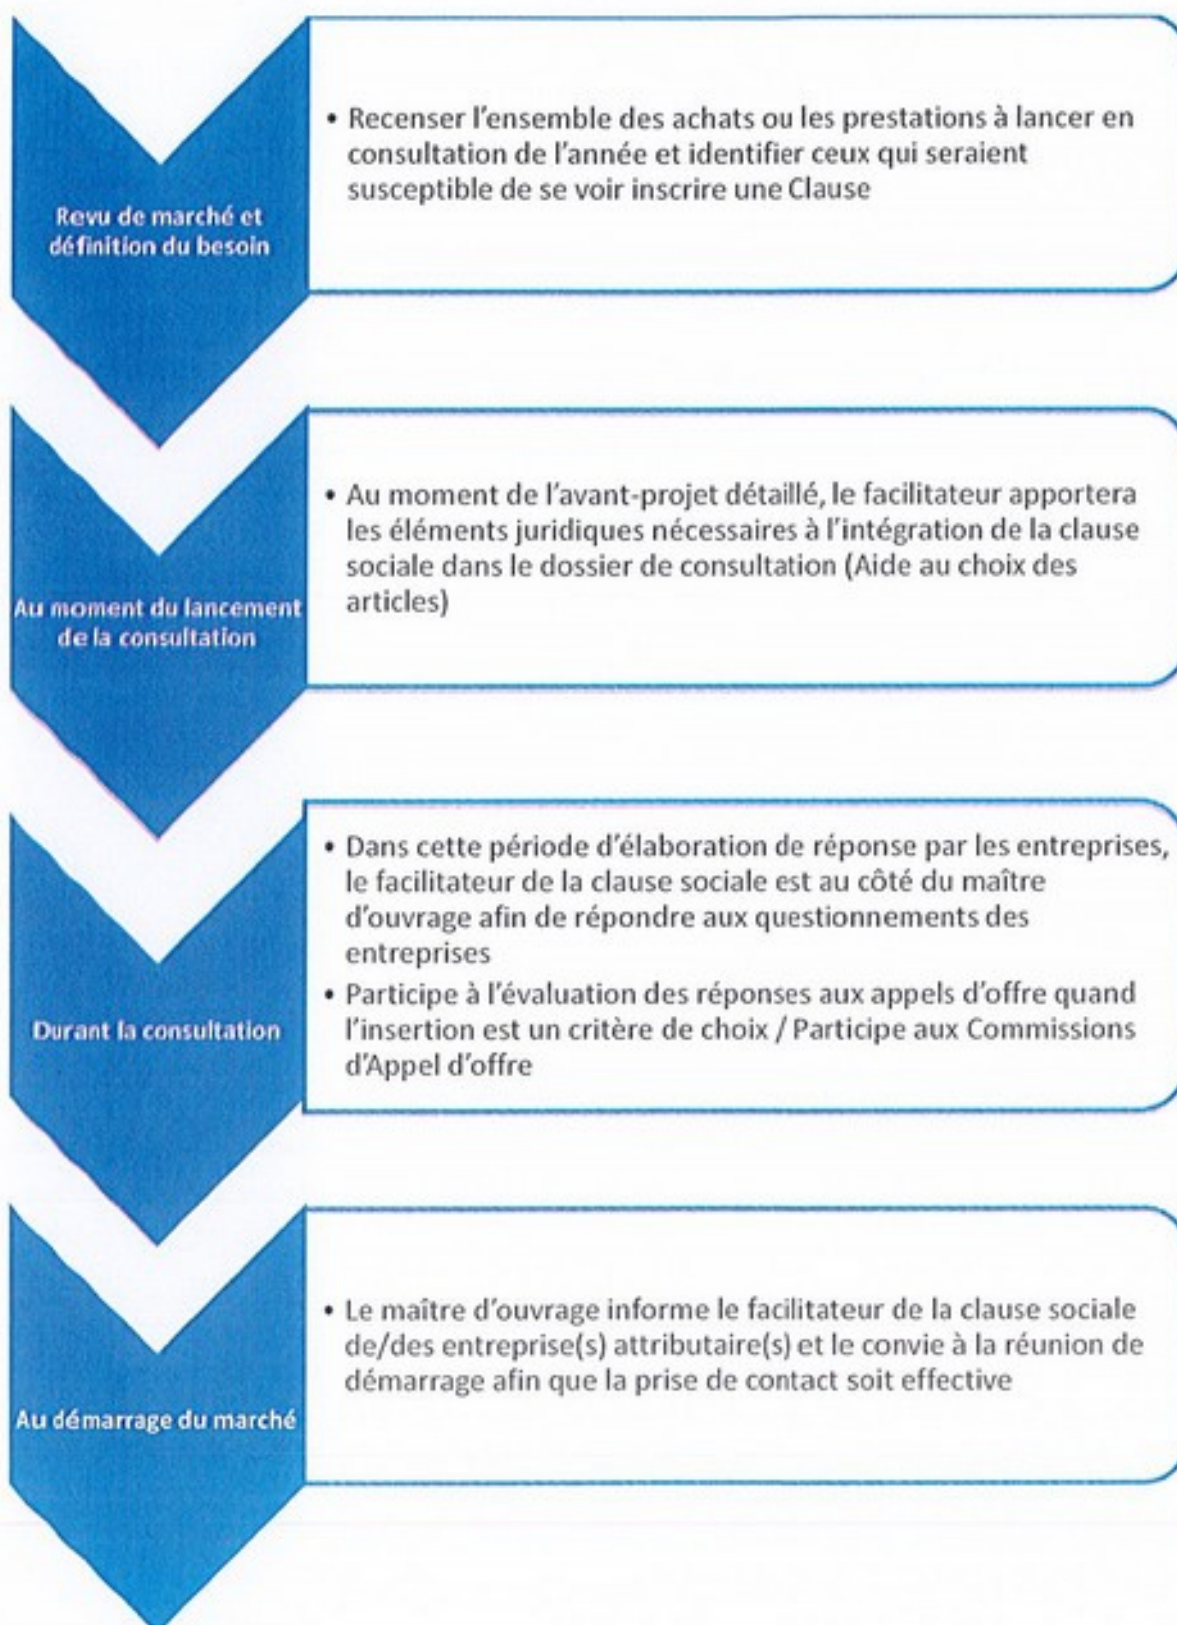 Revu de marché et
définition du besoin
• Recenser l'ensemble des achats ou les prestations à lancer en
consultation de l'année et identifier ceux qui seraient
susceptible de se voir inscrire une Clause
Au moment du lancement
de la consultation
• Au moment de l'avant-projet détaillé, le facilitateur apportera
les éléments juridiques nécessaires à l'intégration de la clause
sociale dans le dossier de consultation (Aide au choix des
articles)
Durant la consultation
• Dans cette période d'élaboration de réponse par les entreprises,
le facilitateur de la clause sociale est au côté du maître
d'ouvrage afin de répondre aux questionnements des
entreprises
• Participe à l'évaluation des réponses aux appels d'offre quand
l'insertion est un critère de choix / Participe aux Commissions
d'Appel d'offre
Au démarrage du marché
• Le maître d'ouvrage informe le facilitateur de la clause sociale
de/des entreprise(s) attributaire(s) et le convie à la réunion de
démarrage afin que la prise de contact soit effective